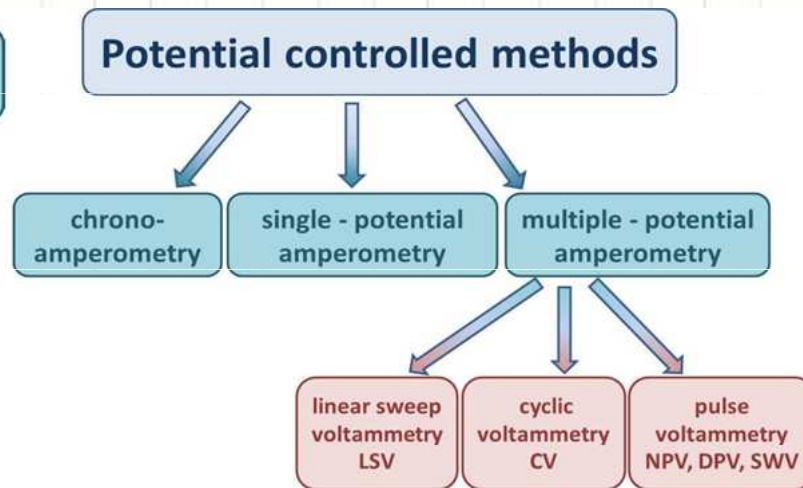 Potential controlled methods
chrono-
amperometry
single - potential
amperometry
multiple - potential
amperometry
linear sweep
voltammetry
LSV
cyclic
voltammetry
CV
pulse
voltammetry
NPV, DPV, SWV